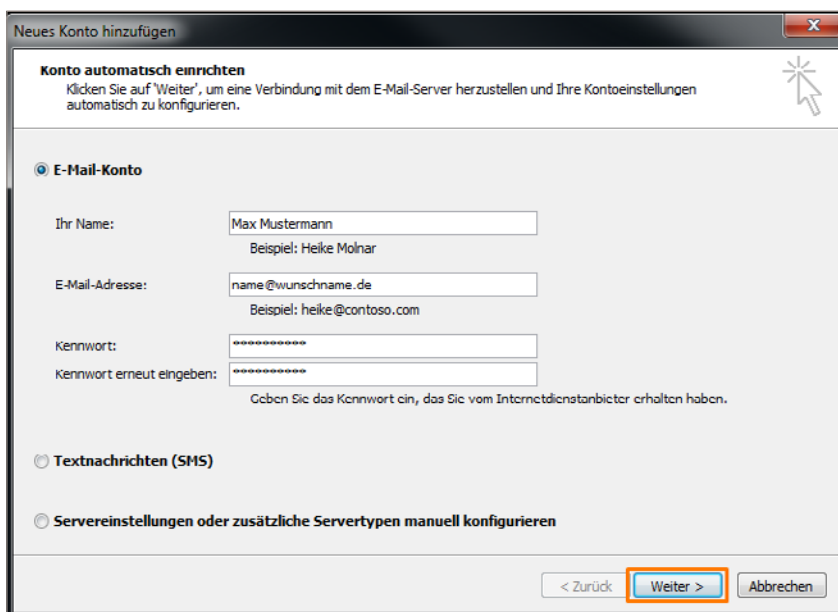 Neues Konto hinzufügen
Konto automatisch einrichten
Klicken Sie auf 'Weiter', um eine Verbindung mit dem E-Mail-Server herzustellen und Ihre Kontoeinstellungen
automatisch zu konfigurieren.
E-Mail-Konto
Ihr Name: Max Mustermann
Beispiel: Heike Molnar
E-Mail-Adresse: name@wunschname.de
Beispiel: heike@contoso.com
Kennwort: **********
Kennwort erneut eingeben: **********
Geben Sie das Kennwort ein, das Sie vom Internetdienstanbieter erhalten haben.
Textnachrichten (SMS)
Servereinstellungen oder zusätzliche Servertypen manuell konfigurieren
< Zurück Weiter > Abbrechen